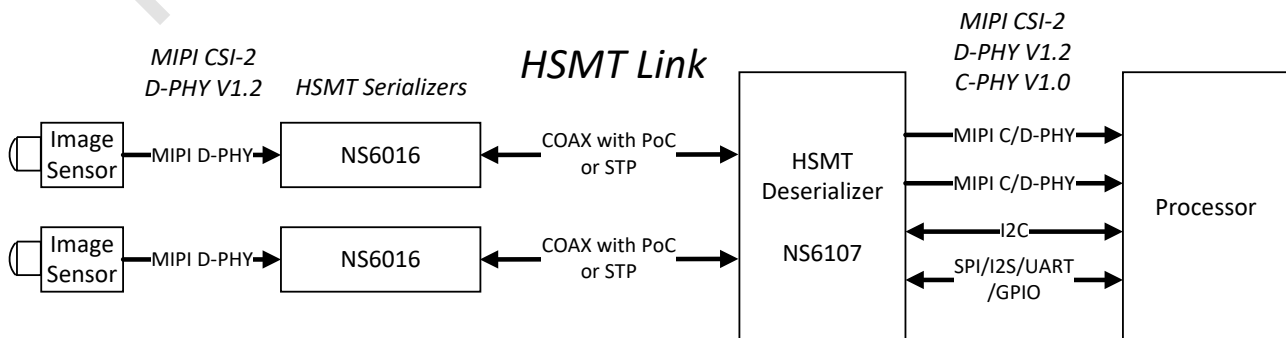 MIPI CSI-2
D-PHY V1.2
HSMT Serializers
HSMT Link
MIPI CSI-2
D-PHY V1.2
C-PHY V1.0
Image
Sensor
MIPI D-PHY
NS6016
COAX with PoC
or STP
Image
Sensor
MIPI D-PHY
NS6016
COAX with PoC
or STP
HSMT
Deserializer
NS6107
MIPI C/D-PHY
MIPI C/D-PHY
I2C
SPI/I2S/UART
/GPIO
Processor